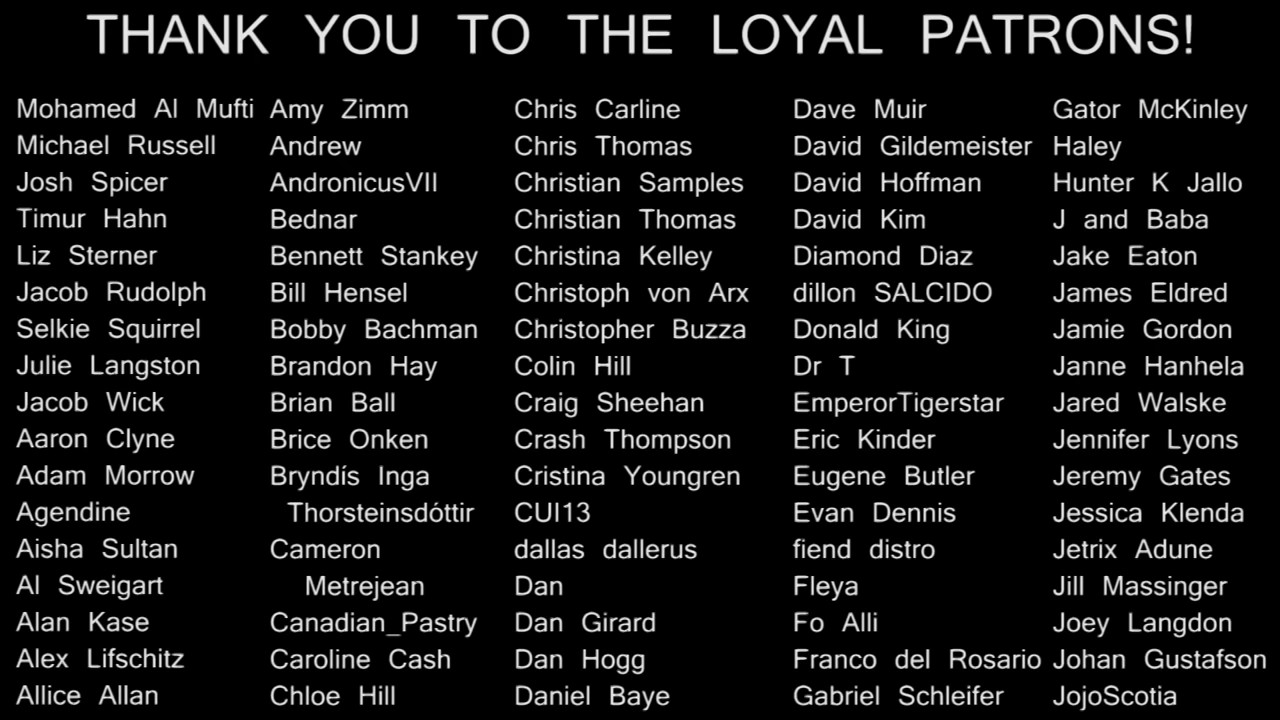 THANK YOU TO THE LOYAL PATRONS!
Mohamed Al Mufti
Michael Russell
Josh Spicer
Timur Hahn
Liz Sterner
Jacob Rudolph
Selkie Squirrel
Julie Langston
Jacob Wick
Aaron Clyne
Adam Morrow
Agendine
Aisha Sultan
Al Sweigart
Alan Kase
Alex Lifschitz
Allice Allan
Amy Zimm
Andrew
AndronicusVII
Bednar
Bennett Stankey
Bill Hensel
Bobby Bachman
Brandon Hay
Brian Ball
Brice Onken
Bryndís Inga
Thorsteinsdóttir
Cameron
Metrejean
Canadian_Pastry
Caroline Cash
Chloe Hill
Chris Carline
Chris Thomas
Christian Samples
Christian Thomas
Christina Kelley
Christoph von Arx
Christopher Buzza
Colin Hill
Craig Sheehan
Crash Thompson
Cristina Youngren
CUI13
dallas dallerus
Dan
Dan Girard
Dan Hogg
Daniel Baye
Dave Muir
David Gildemeister
David Hoffman
David Kim
Diamond Diaz
dillon SALCIDO
Donald King
Dr T
EmperorTigerstar
Eric Kinder
Eugene Butler
Evan Dennis
fiend distro
Fleya
Fo Alli
Franco del Rosario
Gabriel Schleifer
Gator McKinley
Haley
Hunter K Jallo
J and Baba
Jake Eaton
James Eldred
Jamie Gordon
Janne Hanhela
Jared Walske
Jennifer Lyons
Jeremy Gates
Jessica Klenda
Jetrix Adune
Jill Massinger
Joey Langdon
Johan Gustafson
JojoScotia